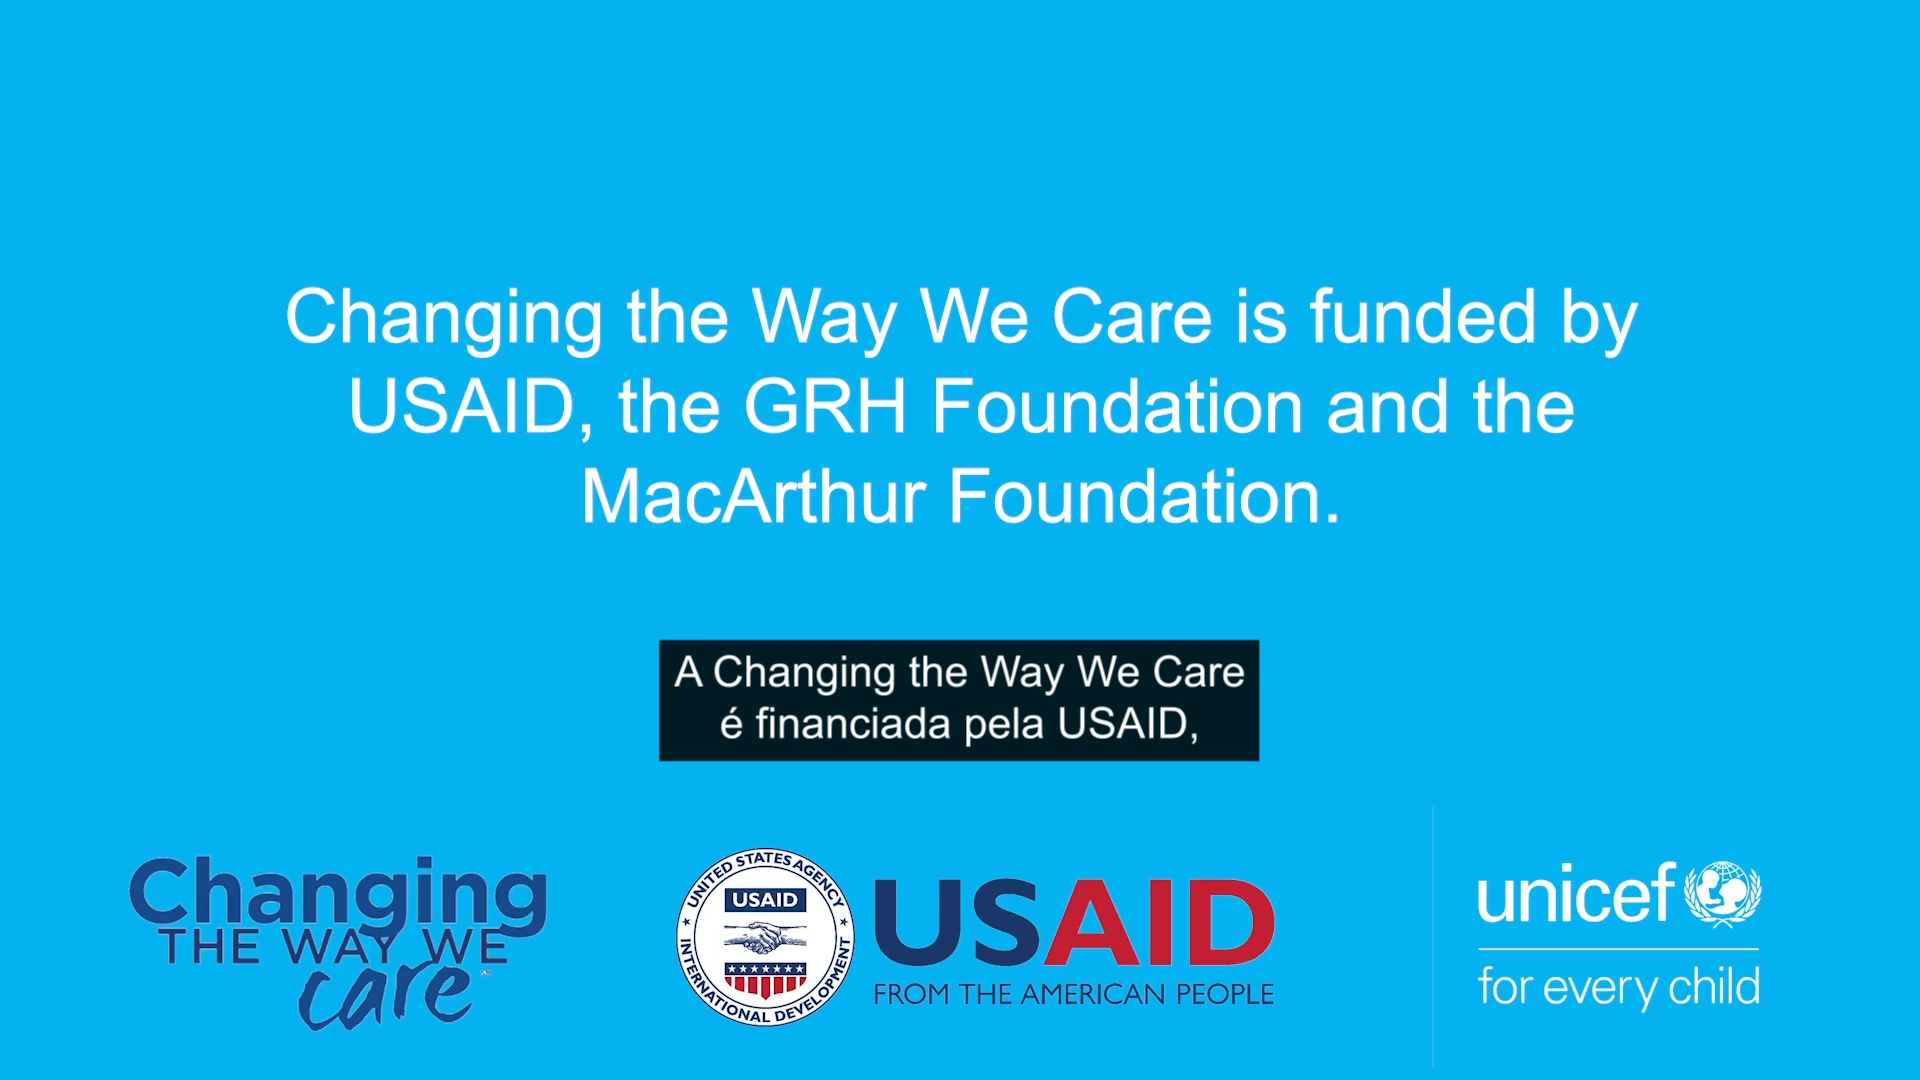 Changing the Way We Care is funded by
USAID, the GRH Foundation and the
MacArthur Foundation.
A Changing the Way We Care
é financiada pela USAID,
Changing
THE WAY WE
care
UNITED STATES AGENCY
USAID
INTERNATIONAL DEVELOPMENT
USAID
FROM THE AMERICAN PEOPLE
unicef
for every child